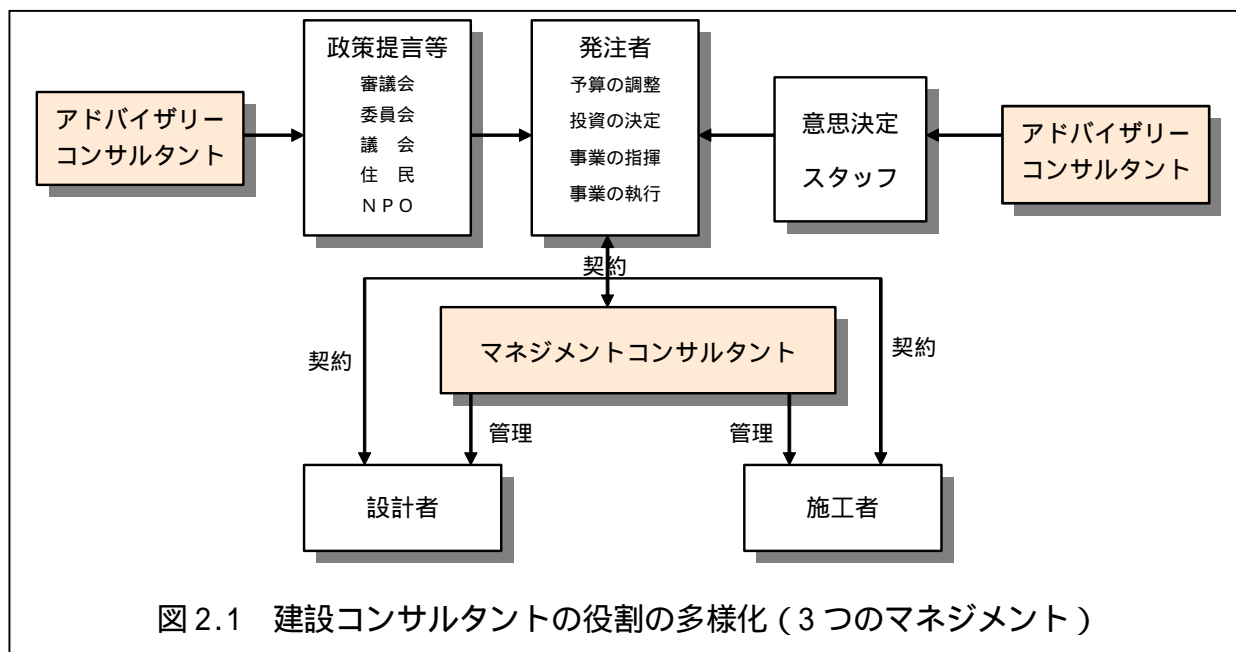 アドバイザリー
コンサルタント
政策提言等
審議会
委員会
議　会
住　民
ＮＰＯ
発注者
予算の調整
投資の決定
事業の指揮
事業の執行
意思決定
スタッフ
アドバイザリー
コンサルタント
契約
マネジメントコンサルタント
契約
契約
管理
管理
設計者
施工者
図 2.1　建設コンサルタントの役割の多様化（３つのマネジメント）